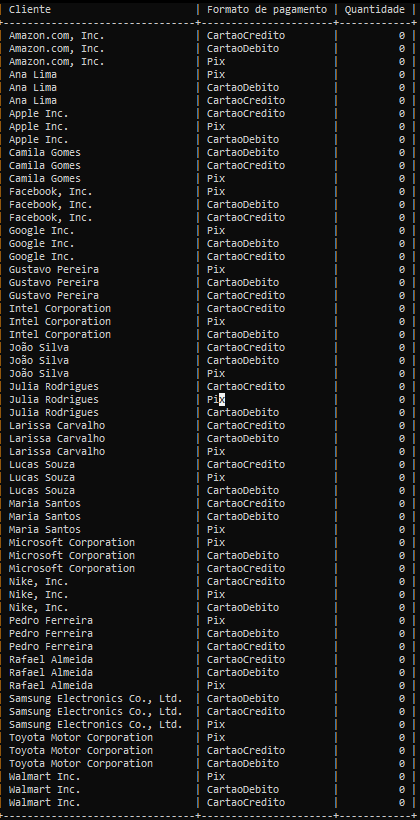 | Cliente | Formato de pagamento | Quantidade |
+------------------------------+----------------------+------------+
| Amazon.com, Inc. | CartaoCredito | 0 |
| Amazon.com, Inc. | CartaoDebito | 0 |
| Amazon.com, Inc. | Pix | 0 |
| Ana Lima | Pix | 0 |
| Ana Lima | CartaoDebito | 0 |
| Ana Lima | CartaoCredito | 0 |
| Apple Inc. | CartaoCredito | 0 |
| Apple Inc. | Pix | 0 |
| Apple Inc. | CartaoDebito | 0 |
| Camila Gomes | CartaoDebito | 0 |
| Camila Gomes | CartaoCredito | 0 |
| Camila Gomes | Pix | 0 |
| Facebook, Inc. | Pix | 0 |
| Facebook, Inc. | CartaoDebito | 0 |
| Facebook, Inc. | CartaoCredito | 0 |
| Google Inc. | Pix | 0 |
| Google Inc. | CartaoDebito | 0 |
| Google Inc. | CartaoCredito | 0 |
| Gustavo Pereira | Pix | 0 |
| Gustavo Pereira | CartaoDebito | 0 |
| Gustavo Pereira | CartaoCredito | 0 |
| Intel Corporation | CartaoCredito | 0 |
| Intel Corporation | Pix | 0 |
| Intel Corporation | CartaoDebito | 0 |
| João Silva | CartaoCredito | 0 |
| João Silva | CartaoDebito | 0 |
| João Silva | Pix | 0 |
| Julia Rodrigues | CartaoCredito | 0 |
| Julia Rodrigues | Pix | 0 |
| Julia Rodrigues | CartaoDebito | 0 |
| Larissa Carvalho | CartaoCredito | 0 |
| Larissa Carvalho | CartaoDebito | 0 |
| Larissa Carvalho | Pix | 0 |
| Lucas Souza | CartaoCredito | 0 |
| Lucas Souza | Pix | 0 |
| Lucas Souza | CartaoDebito | 0 |
| Maria Santos | CartaoCredito | 0 |
| Maria Santos | CartaoDebito | 0 |
| Maria Santos | Pix | 0 |
| Microsoft Corporation | Pix | 0 |
| Microsoft Corporation | CartaoDebito | 0 |
| Microsoft Corporation | CartaoCredito | 0 |
| Nike, Inc. | CartaoCredito | 0 |
| Nike, Inc. | Pix | 0 |
| Nike, Inc. | CartaoDebito | 0 |
| Pedro Ferreira | Pix | 0 |
| Pedro Ferreira | CartaoDebito | 0 |
| Pedro Ferreira | CartaoCredito | 0 |
| Rafael Almeida | CartaoCredito | 0 |
| Rafael Almeida | CartaoDebito | 0 |
| Rafael Almeida | Pix | 0 |
| Samsung Electronics Co., Ltd. | CartaoDebito | 0 |
| Samsung Electronics Co., Ltd. | CartaoCredito | 0 |
| Samsung Electronics Co., Ltd. | Pix | 0 |
| Toyota Motor Corporation | Pix | 0 |
| Toyota Motor Corporation | CartaoCredito | 0 |
| Toyota Motor Corporation | CartaoDebito | 0 |
| Walmart Inc. | Pix | 0 |
| Walmart Inc. | CartaoDebito | 0 |
| Walmart Inc. | CartaoCredito | 0 |
+------------------------------+----------------------+------------+